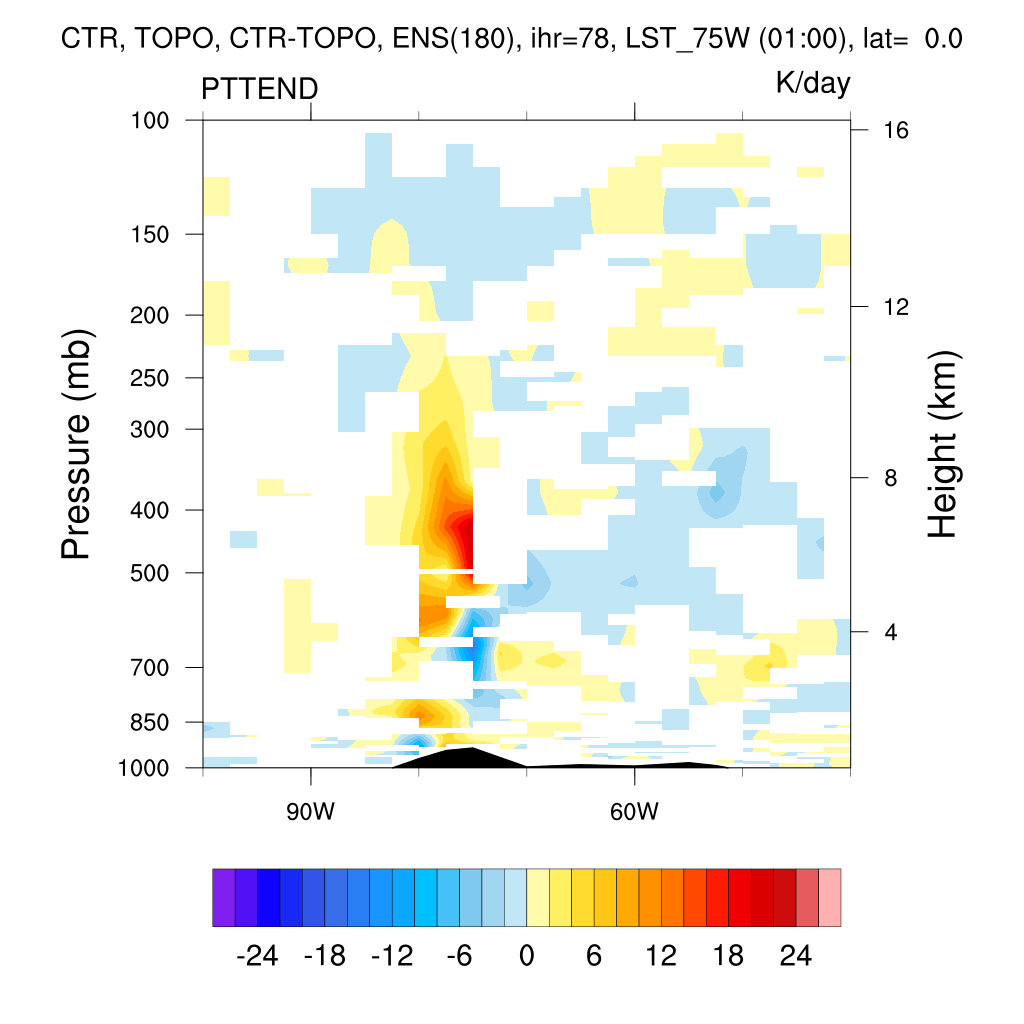 CTR, TOPO, CTR-TOPO, ENS(180), ihr=78, LST_75W (01:00), lat= 0.0
PTTEND
K/day
100
150
200
250
300
400
500
700
850
1000
Pressure (mb)
16
12
8
4
Height (km)
90W
60W
-24 -18 -12 -6 0 6 12 18 24